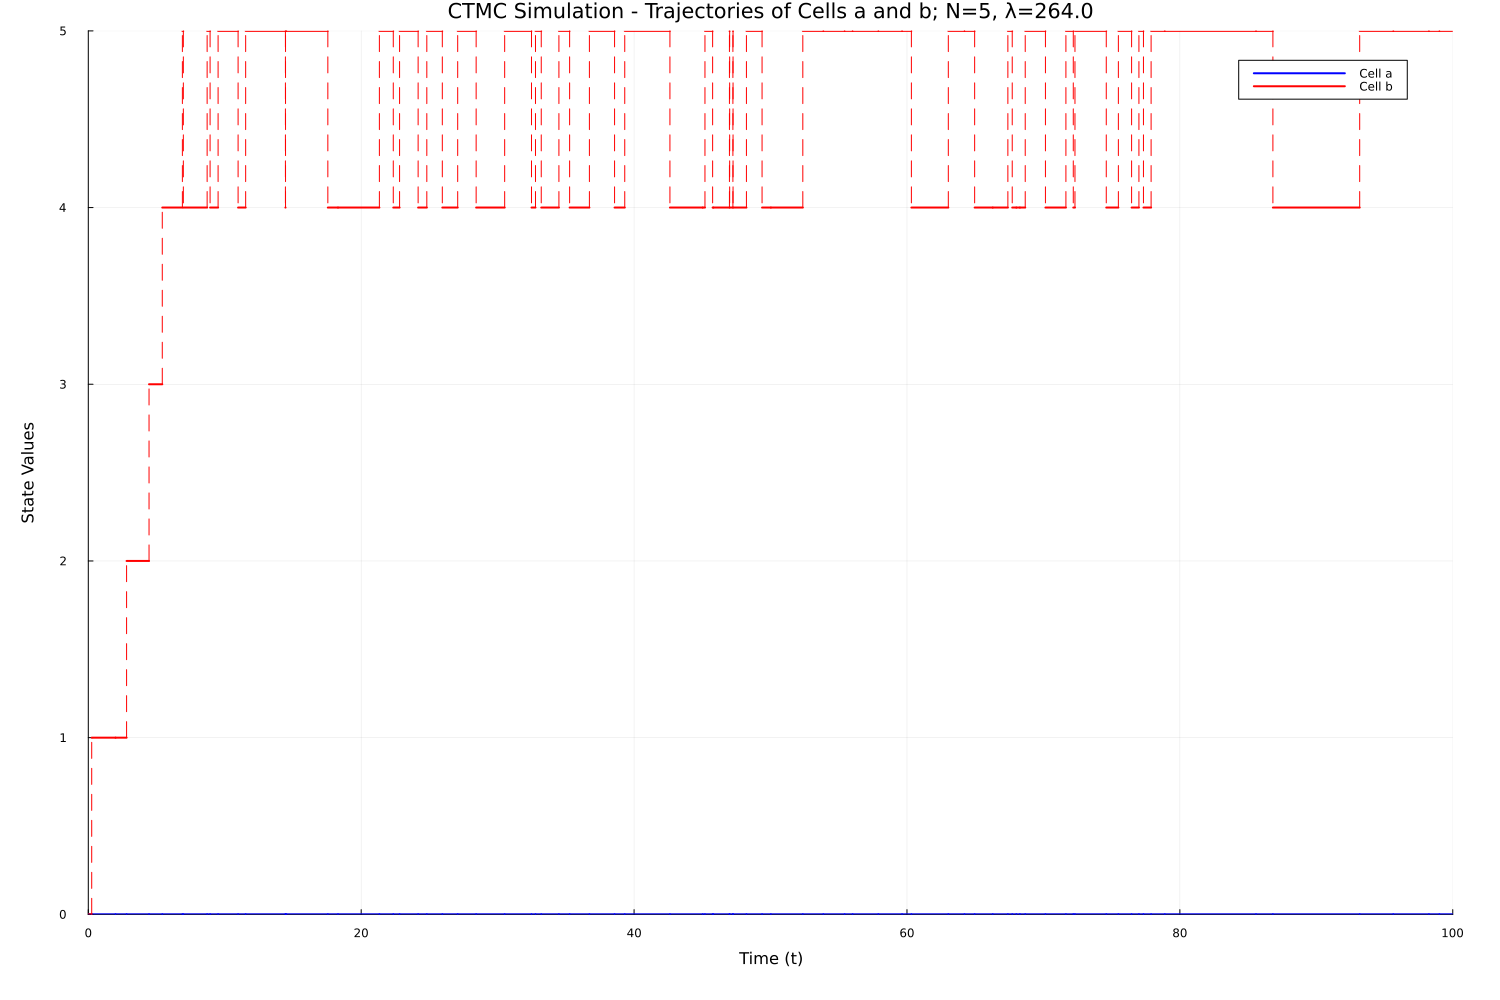 CTMC Simulation - Trajectories of Cells a and b; N=5, λ=264.0
5
Cell a
Cell b
4
3
State Values
2
1
0
0 20 40 60 80 100
Time (t)